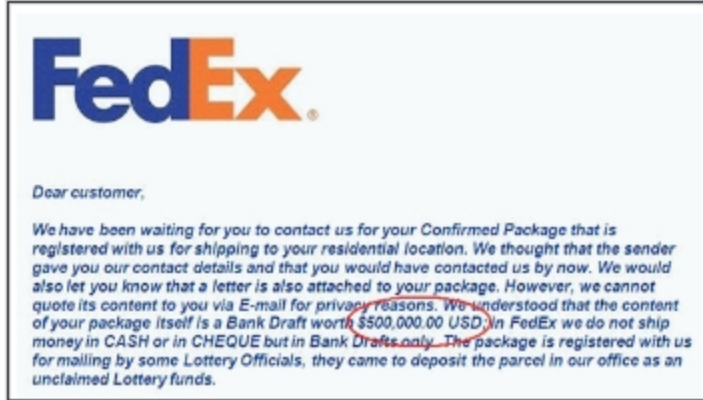 FedEx®
Dear customer,
We have been waiting for you to contact us for your Confirmed Package that is
registered with us for shipping to your residential location. We thought that the sender
gave you our contact details and that you would have contacted us by now. We would
also let you know that a letter is also attached to your package. However, we cannot
quote its content to you via E-mail for privacy reasons. We understood that the content
of your package itself is a Bank Draft worth $500,000.00 USD; In FedEx we do not ship
money in CASH or in CHEQUE but in Bank Drafts only. The package is registered with us
for mailing by some Lottery Officials, they came to deposit the parcel in our office as an
unclaimed Lottery funds.